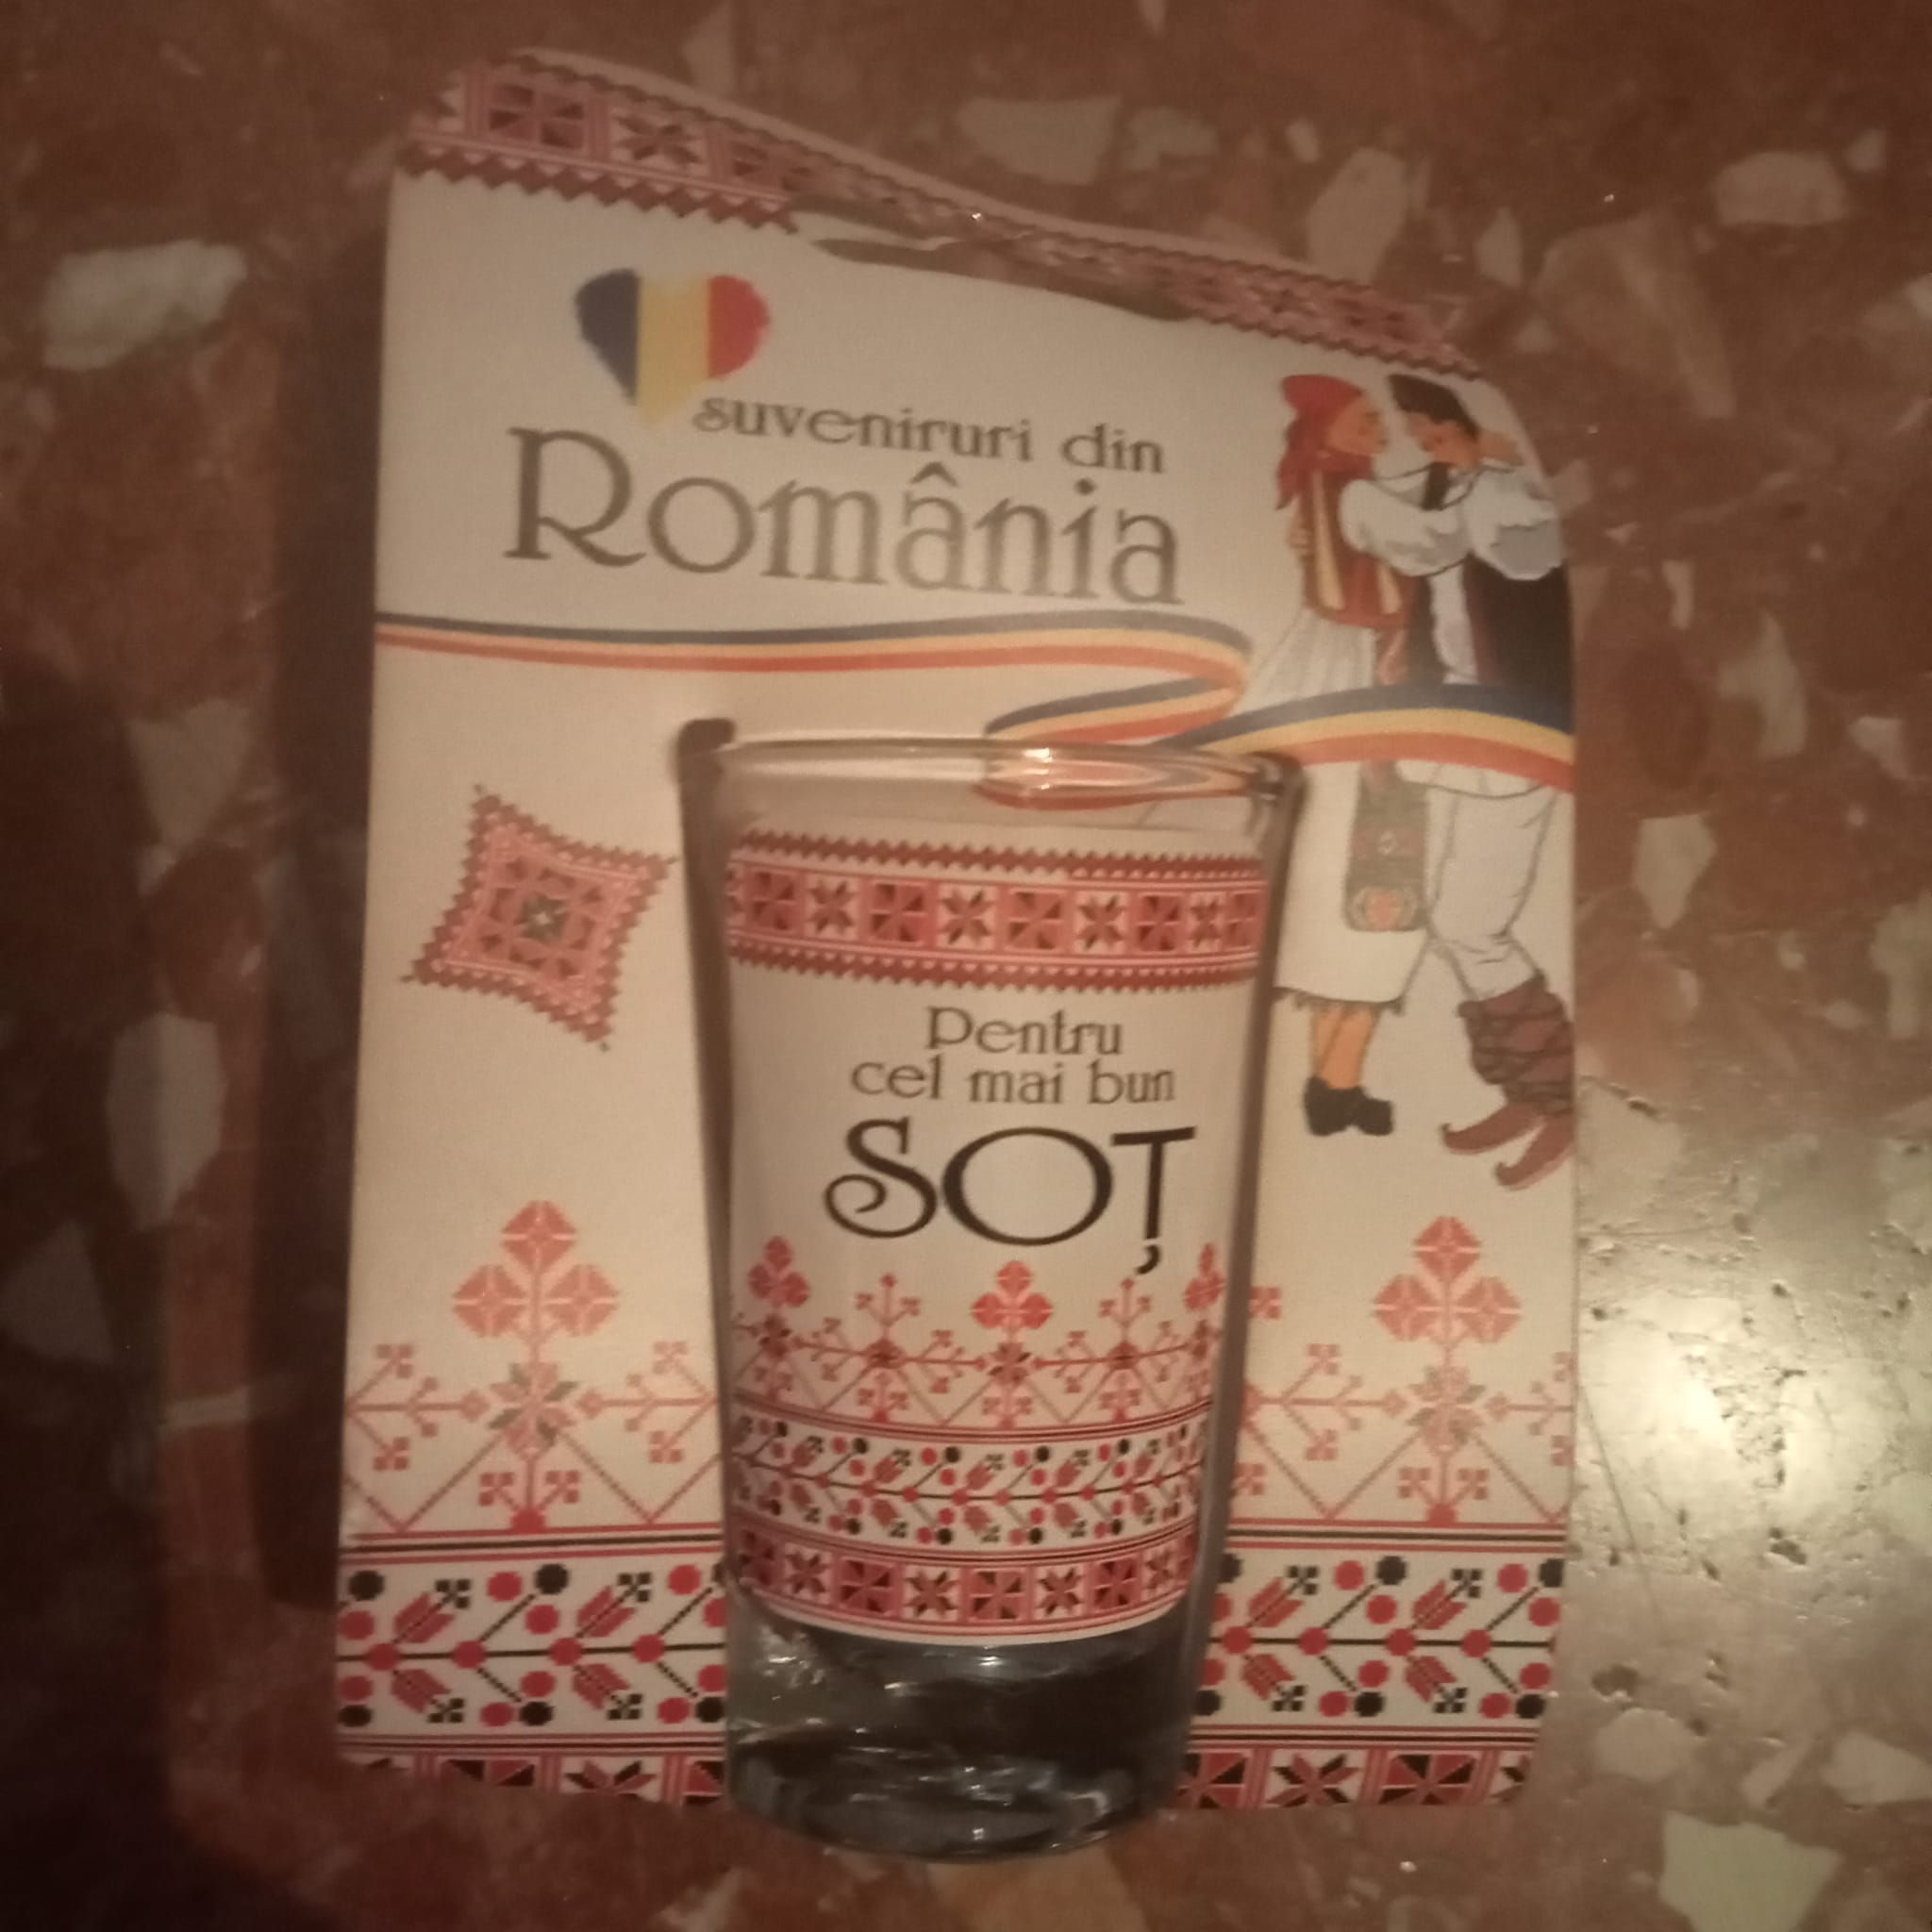 suveniruri din
România
Pentru
cel mai bun
SOȚ